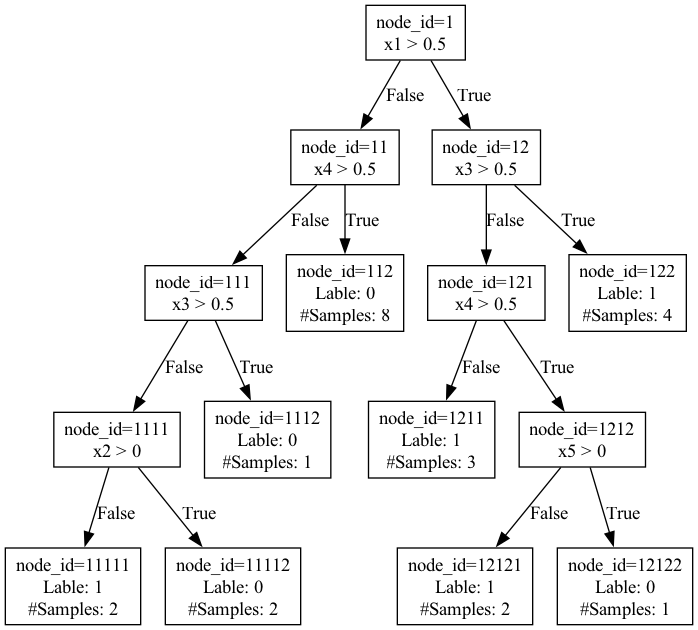 node_id=1
x1 > 0.5
False
True
node_id=11
x4 > 0.5
node_id=12
x3 > 0.5
False
True
False
True
node_id=111
x3 > 0.5
node_id=112
Lable: 0
#Samples: 8
node_id=121
x4 > 0.5
node_id=122
Lable: 1
#Samples: 4
False
True
False
True
node_id=1111
x2 > 0
node_id=1112
Lable: 0
#Samples: 1
node_id=1211
Lable: 1
#Samples: 3
node_id=1212
x5 > 0
False
True
False
True
node_id=11111
Lable: 1
#Samples: 2
node_id=11112
Lable: 0
#Samples: 2
node_id=12121
Lable: 1
#Samples: 2
node_id=12122
Lable: 0
#Samples: 1